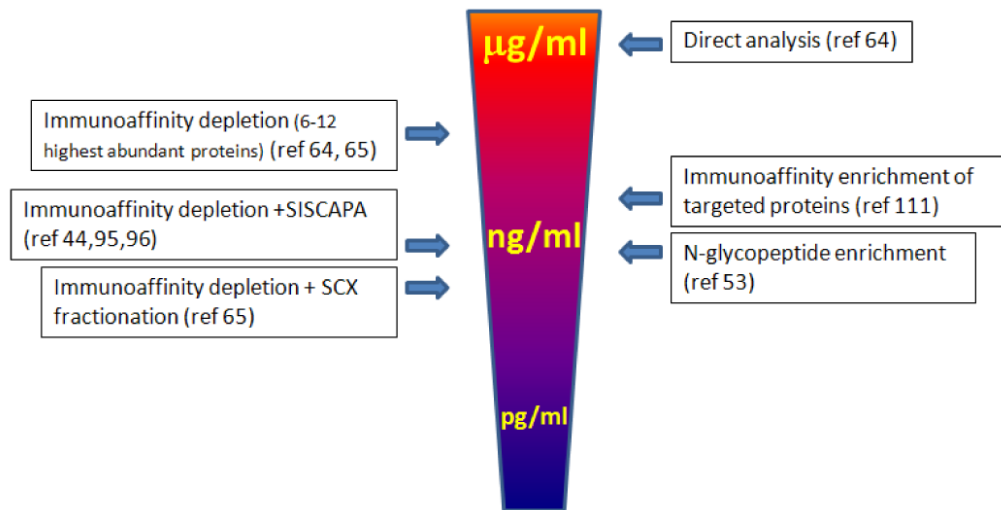 μg/ml
Direct analysis (ref 64)
Immunoaffinity depletion (6-12
highest abundant proteins) (ref 64, 65)
Immunoaffinity enrichment of
targeted proteins (ref 111)
Immunoaffinity depletion +SISCAPA
(ref 44,95,96)
ng/ml
N-glycopeptide enrichment
(ref 53)
Immunoaffinity depletion + SCX
fractionation (ref 65)
pg/ml